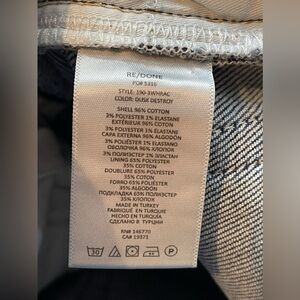 RE/DONE
PO# 5316
STYLE: 190-3WHRAC
COLOR: DUSK DESTROY
SHELL 96% COTTON
3% POLYESTER 1% ELASTANE
EXTÉRIEUR 96% COTON
3% POLYESTER 1% ELASTANE
CAPA EXTERNA 96% ALGODÓN
3% POLIÉSTER 1% ELASTANO
ОБОЛОЧКА 96% ХЛОПОК
3% ПОЛИЭСТЕР 1% ЭЛАСТАН
LINING 65% POLYESTER
35% COTTON
DOUBLURE 65% POLYESTER
35% COTON
FORRO 65% POLIÉSTER
35% ALGODÓN
ПОДКЛАДКА 65% ПОЛИЭСТЕР
35% ХЛОПОК
MADE IN TURKEY
FABRIQUÉ EN TURQUIE
HECHO EN TURQUÍA
СДЕЛАНО В ТУРЦИИ
RN# 146770
CA# 19371
30 P